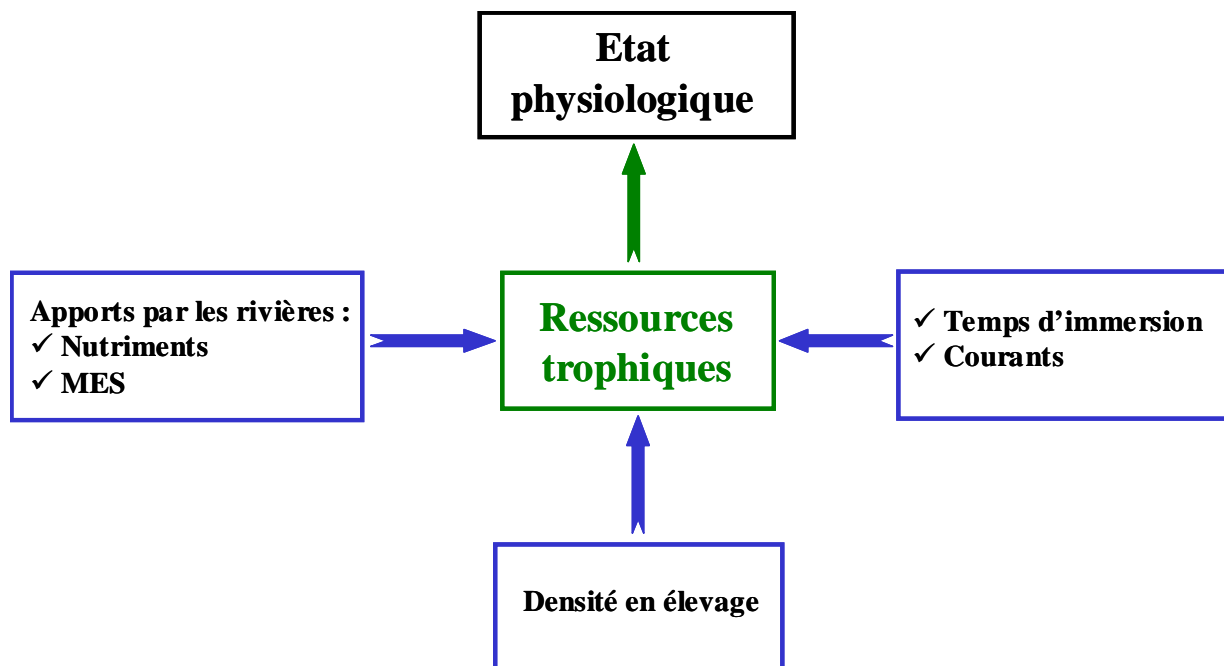 Etat
physiologique
Apports par les rivières :
✓ Nutriments
✓ MES
Ressources
trophiques
✓ Temps d’immersion
✓ Courants
Densité en élevage